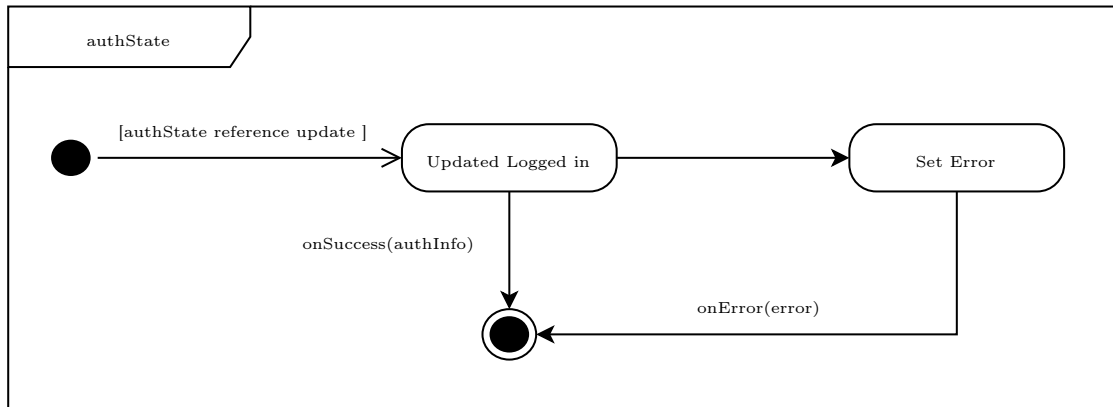 authState
[authState reference update ]
Updated Logged in
Set Error
onSuccess(authInfo)
onError(error)